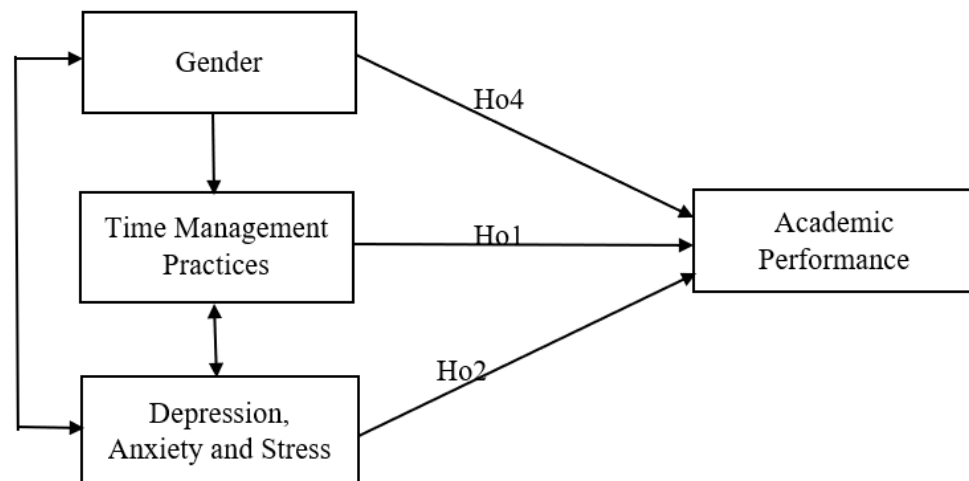 Gender
Ho4
Time Management
Practices
Ho1
Academic
Performance
Ho2
Depression,
Anxiety and Stress